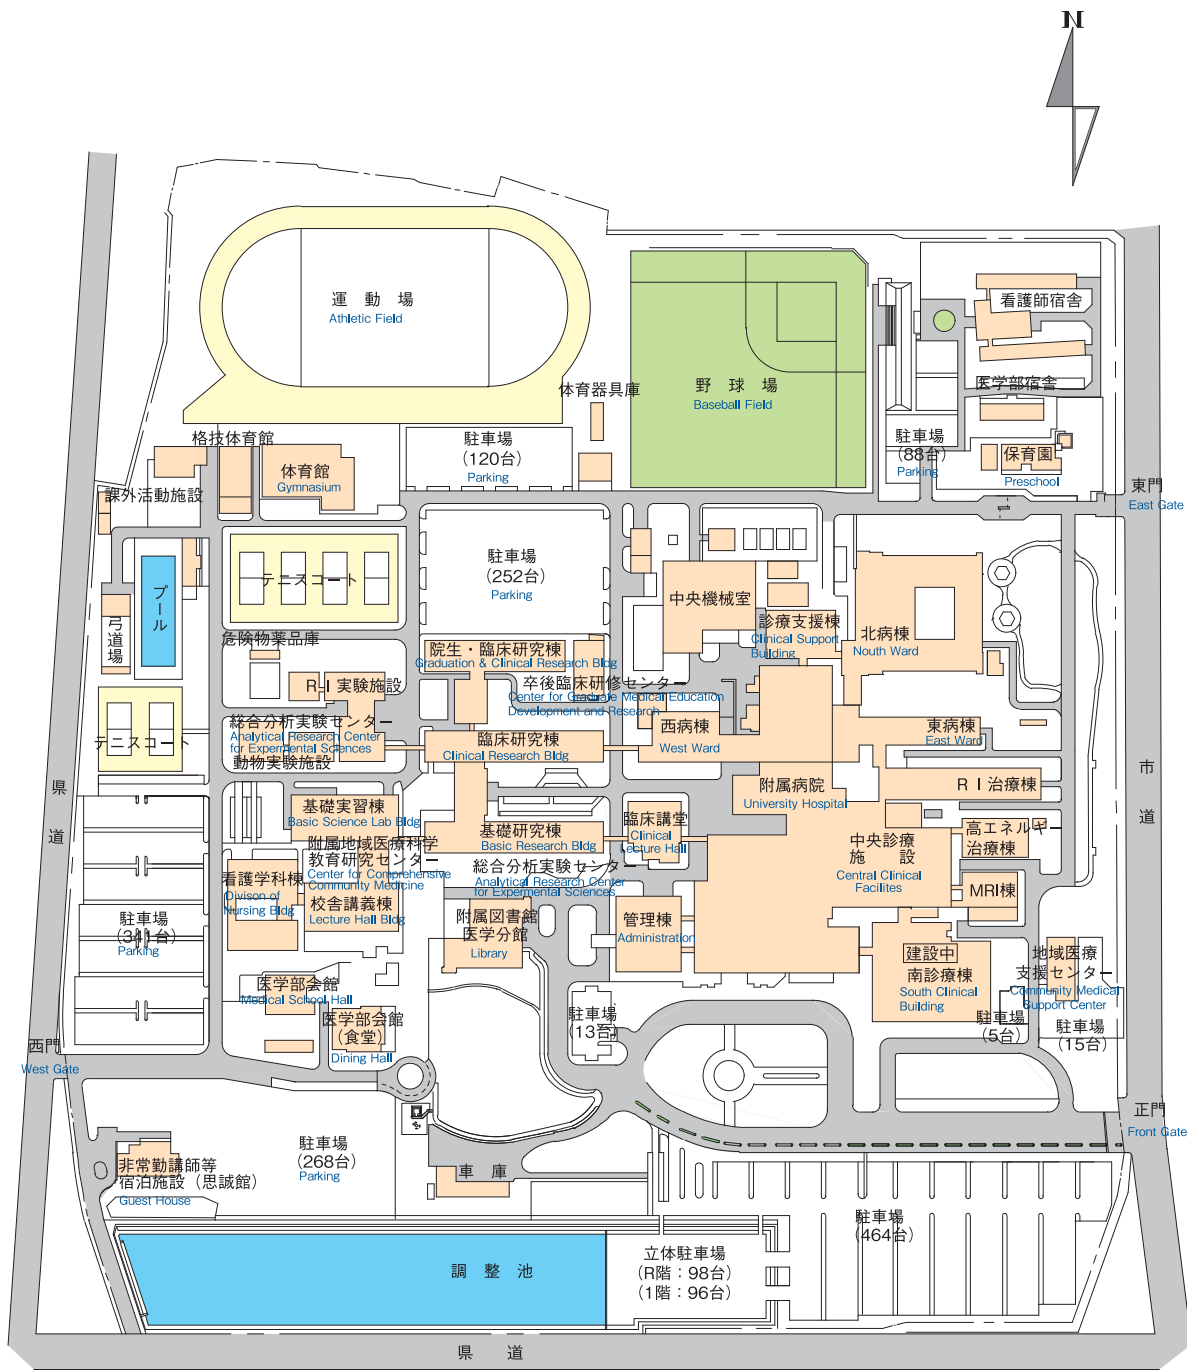 N
運動場
Athletic Field
看護師宿舎
医学部宿舎
体育器具庫
野球場
Baseball Field
格技体育館
駐車場
(120台)
Parking
駐車場
(88台)
Parking
保育園
Preschool
体育館
Gymnasium
課外活動施設
東門
East Gate
駐車場
(252台)
Parking
テニスコート
プール
弓道場
中央機械室
診療支援棟
Clinical Support
Building
北病棟
Nouth Ward
危険物薬品庫
院生・臨床研究棟
Graduation & Clinical Research Bldg
RI実験施設
卒後臨床研修センター
Center for Graduate Medical Education
Development and Research
総合分析実験センター
Analytical Research Center
for Expermental Sciences
動物実験施設
テニスコート
臨床研究棟
Clinical Research Bldg
西病棟
West Ward
東病棟
East Ward
県道
市道
附属病院
University Hospital
RI治療棟
基礎実習棟
Basic Science Lab Bldg
基礎研究棟
Basic Research Bldg
臨床講堂
Clinical
Lecture Hall
中央診療
施設
Central Clinical
Facilites
高エネルギー
治療棟
附属地域医療科学
教育研究センター
Center for Comprehensive
Community Medicine
総合分析実験センター
Analytical Research Center
for Expermental Sciences
看護学科棟
Divison of
Nursing Bldg
校舎講義棟
Lecture Hall Bldg
MRI棟
駐車場
(341台)
Parking
附属図書館
医学分館
Library
管理棟
Administration
建設中
南診療棟
South Clinical
Building
地域医療
支援センター
Community Medical
Support Center
医学部会館
Medical School Hall
医学部会館
(食堂)
Dining Hall
駐車場
(13台)
駐車場
(5台)
駐車場
(15台)
西門
West Gate
正門
Front Gate
非常勤講師等
宿泊施設(思誠館)
Guest House
駐車場
(268台)
Parking
車庫
駐車場
(464台)
調整池
立体駐車場
(R階:98台)
(1階:96台)
県道